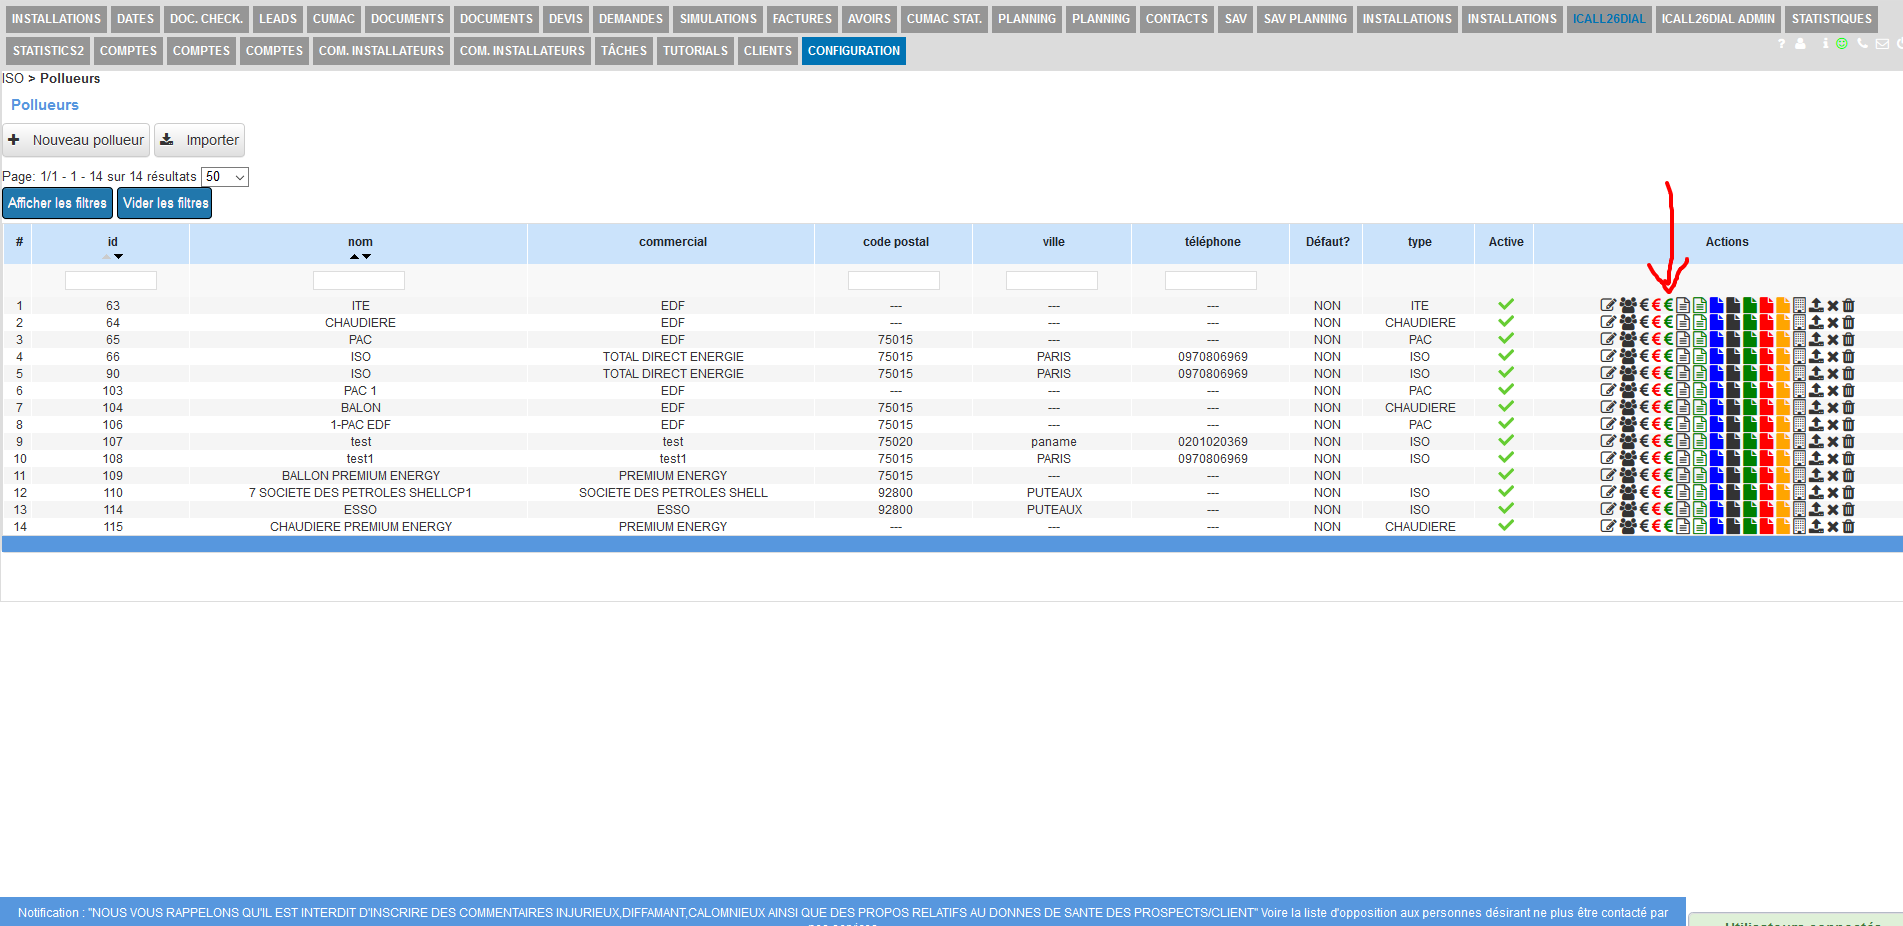 INSTALLATIONS DATES DOC. CHECK. LEADS CUMAC DOCUMENTS DOCUMENTS DEVIS DEMANDES SIMULATIONS FACTURES AVOIRS CUMAC STAT. PLANNING PLANNING CONTACTS SAV SAV PLANNING INSTALLATIONS INSTALLATIONS ICALL26DIAL ICALL26DIAL ADMIN STATISTIQUES
STATISTICS2 COMPTES COMPTES COMPTES COM. INSTALLATEURS COM. INSTALLATEURS TÂCHES TUTORIALS CLIENTS CONFIGURATION
ISO > Pollueurs
Pollueurs
Nouveau pollueur Importer
Page: 1/1 - 1 - 14 sur 14 résultats 50
Afficher les filtres Vider les filtres
# id nom commercial code postal ville téléphone Défaut? type Active Actions
1 63 ITE EDF --- --- --- NON ITE
2 64 CHAUDIERE EDF --- --- --- NON CHAUDIERE
3 65 PAC EDF 75015 --- --- NON PAC
4 66 ISO TOTAL DIRECT ENERGIE 75015 PARIS 0970806969 NON ISO
5 90 ISO TOTAL DIRECT ENERGIE 75015 PARIS 0970806969 NON ISO
6 103 PAC 1 EDF --- --- --- NON PAC
7 104 BALON EDF 75015 --- --- NON CHAUDIERE
8 106 1-PAC EDF EDF 75015 --- --- NON PAC
9 107 test test 75020 paname 0201020369 NON ISO
10 108 test1 test1 75015 PARIS 0970806969 NON ISO
11 109 BALLON PREMIUM ENERGY PREMIUM ENERGY 75015 --- --- NON
12 110 7 SOCIETE DES PETROLES SHELLCP1 SOCIETE DES PETROLES SHELL 92800 PUTEAUX --- NON ISO
13 114 ESSO ESSO 92800 PUTEAUX --- NON ISO
14 115 CHAUDIERE PREMIUM ENERGY PREMIUM ENERGY --- --- --- NON CHAUDIERE
Notification : "NOUS VOUS RAPPELONS QU'IL EST INTERDIT D'INSCRIRE DES COMMENTAIRES INJURIEUX,DIFFAMANT,CALOMNIEUX AINSI QUE DES PROPOS RELATIFS AU DONNES DE SANTE DES PROSPECTS/CLIENT" Voire la liste d'opposition aux personnes désirant ne plus être contacté par